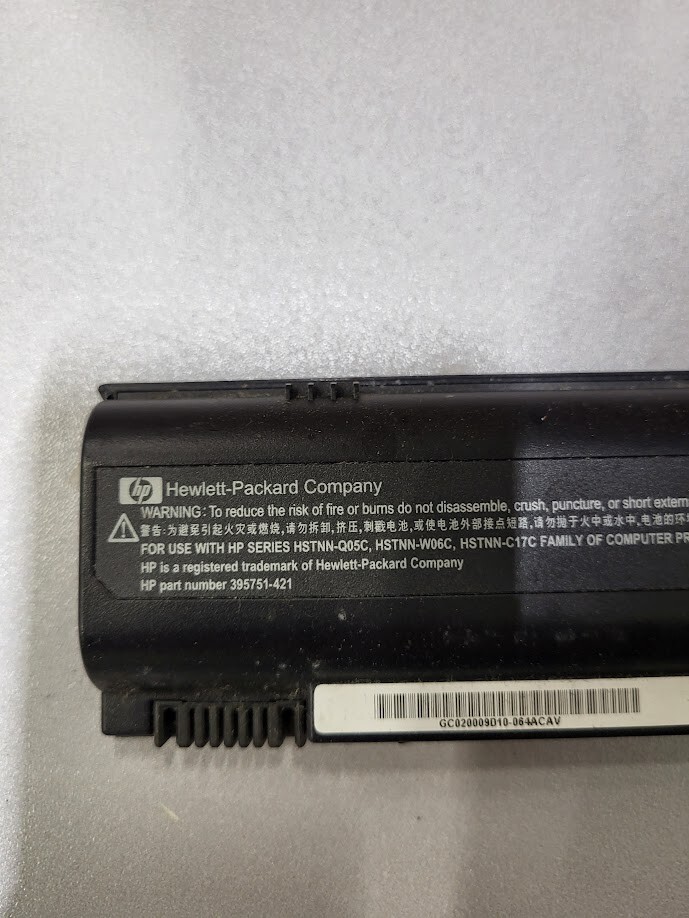 hp Hewlett-Packard Company
WARNING: To reduce the risk of fire or burns do not disassemble, crush, puncture, or short extern
警告:为避至引起火灾或燃烧,请勿拆卸,挤压,刺戳电池,或使电池外部接点短路,请勿抛于火中或水中.电池的环
FOR USE WITH HP SERIES HSTNN-Q05C, HSTNN-W06C, HSTNN-C17C FAMILY OF COMPUTER PR
HP is a registered trademark of Hewlett-Packard Company
HP part number 395751-421
GC020009D10-064ACAV